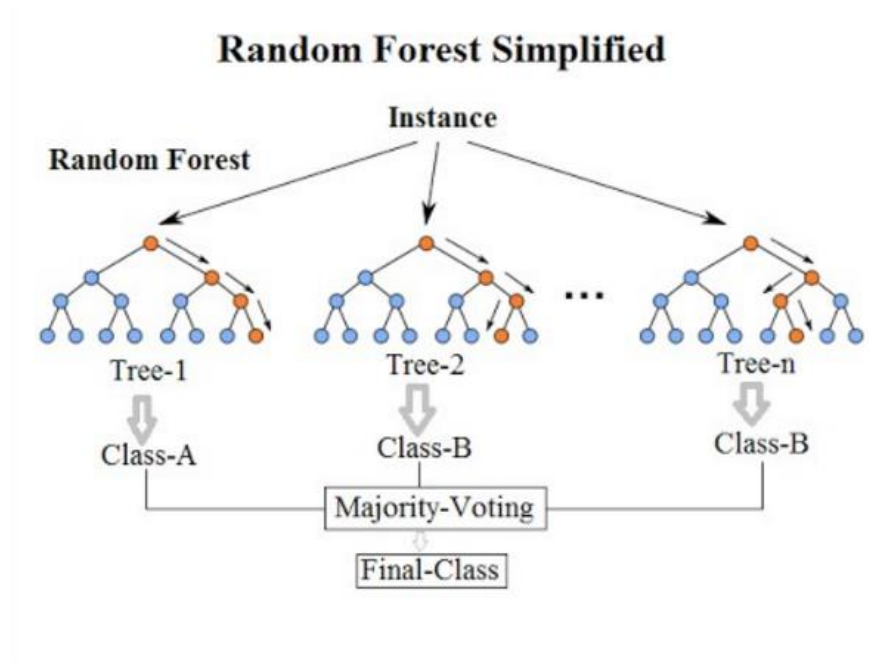 Random Forest Simplified
Instance
Random Forest
...
Tree-1
Tree-2
Tree-n
Class-A
Class-B
Class-B
Majority-Voting
Final-Class